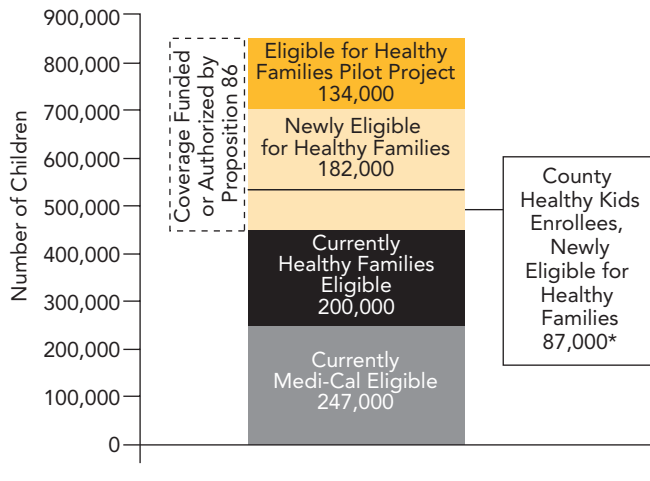 900,000
800,000
700,000
600,000
500,000
400,000
300,000
200,000
100,000
0
Number of Children
Coverage Funded
or Authorized by
Proposition 86
Eligible for Healthy
Families Pilot Project
134,000
Newly Eligible
for Healthy Families
182,000
Currently
Healthy Families
Eligible
200,000
Currently
Medi-Cal Eligible
247,000
County
Healthy Kids
Enrollees,
Newly
Eligible for
Healthy
Families
87,000*